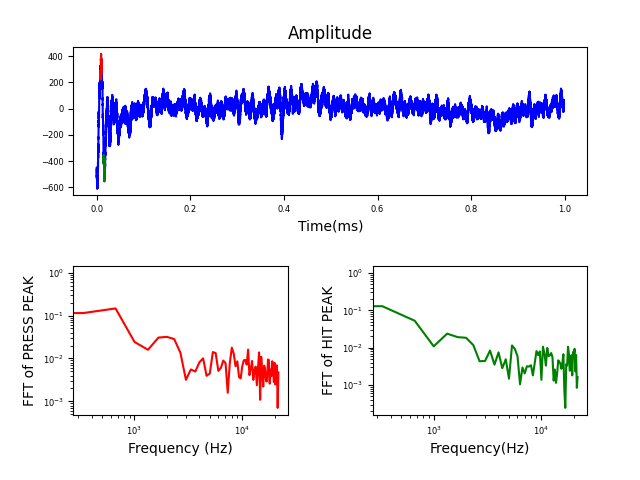 Amplitude
400
200
0
−200
−400
−600
0.0 0.2 0.4 0.6 0.8 1.0
Time(ms)
FFT of PRESS PEAK
10⁰
10⁻¹
10⁻²
10⁻³
10³ 10⁴
Frequency (Hz)
FFT of HIT PEAK
10⁰
10⁻¹
10⁻²
10⁻³
10³ 10⁴
Frequency(Hz)